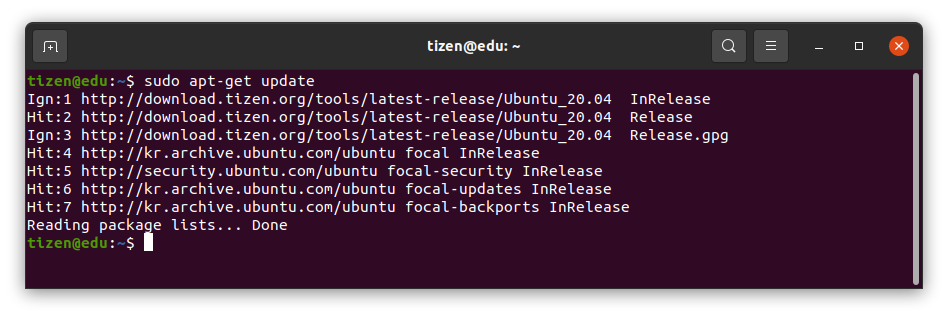 tizen@edu: ~
tizen@edu:~$ sudo apt-get update
Ign:1 http://download.tizen.org/tools/latest-release/Ubuntu_20.04  InRelease
Hit:2 http://download.tizen.org/tools/latest-release/Ubuntu_20.04  Release
Ign:3 http://download.tizen.org/tools/latest-release/Ubuntu_20.04  Release.gpg
Hit:4 http://kr.archive.ubuntu.com/ubuntu focal InRelease
Hit:5 http://security.ubuntu.com/ubuntu focal-security InRelease
Hit:6 http://kr.archive.ubuntu.com/ubuntu focal-updates InRelease
Hit:7 http://kr.archive.ubuntu.com/ubuntu focal-backports InRelease
Reading package lists... Done
tizen@edu:~$